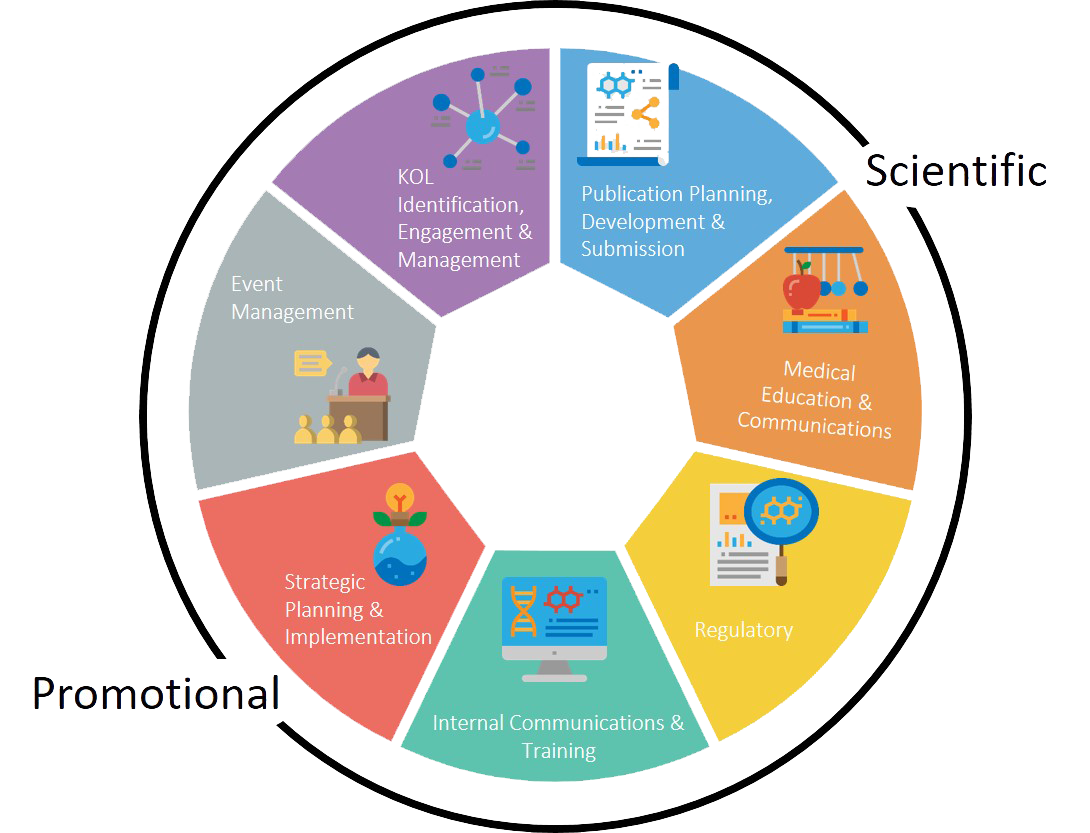 Scientific
Publication Planning,
Development &
Submission
Medical
Education &
Communications
Regulatory
Internal Communications &
Training
Strategic
Planning &
Implementation
Event
Management
KOL
Identification,
Engagement &
Management
Promotional